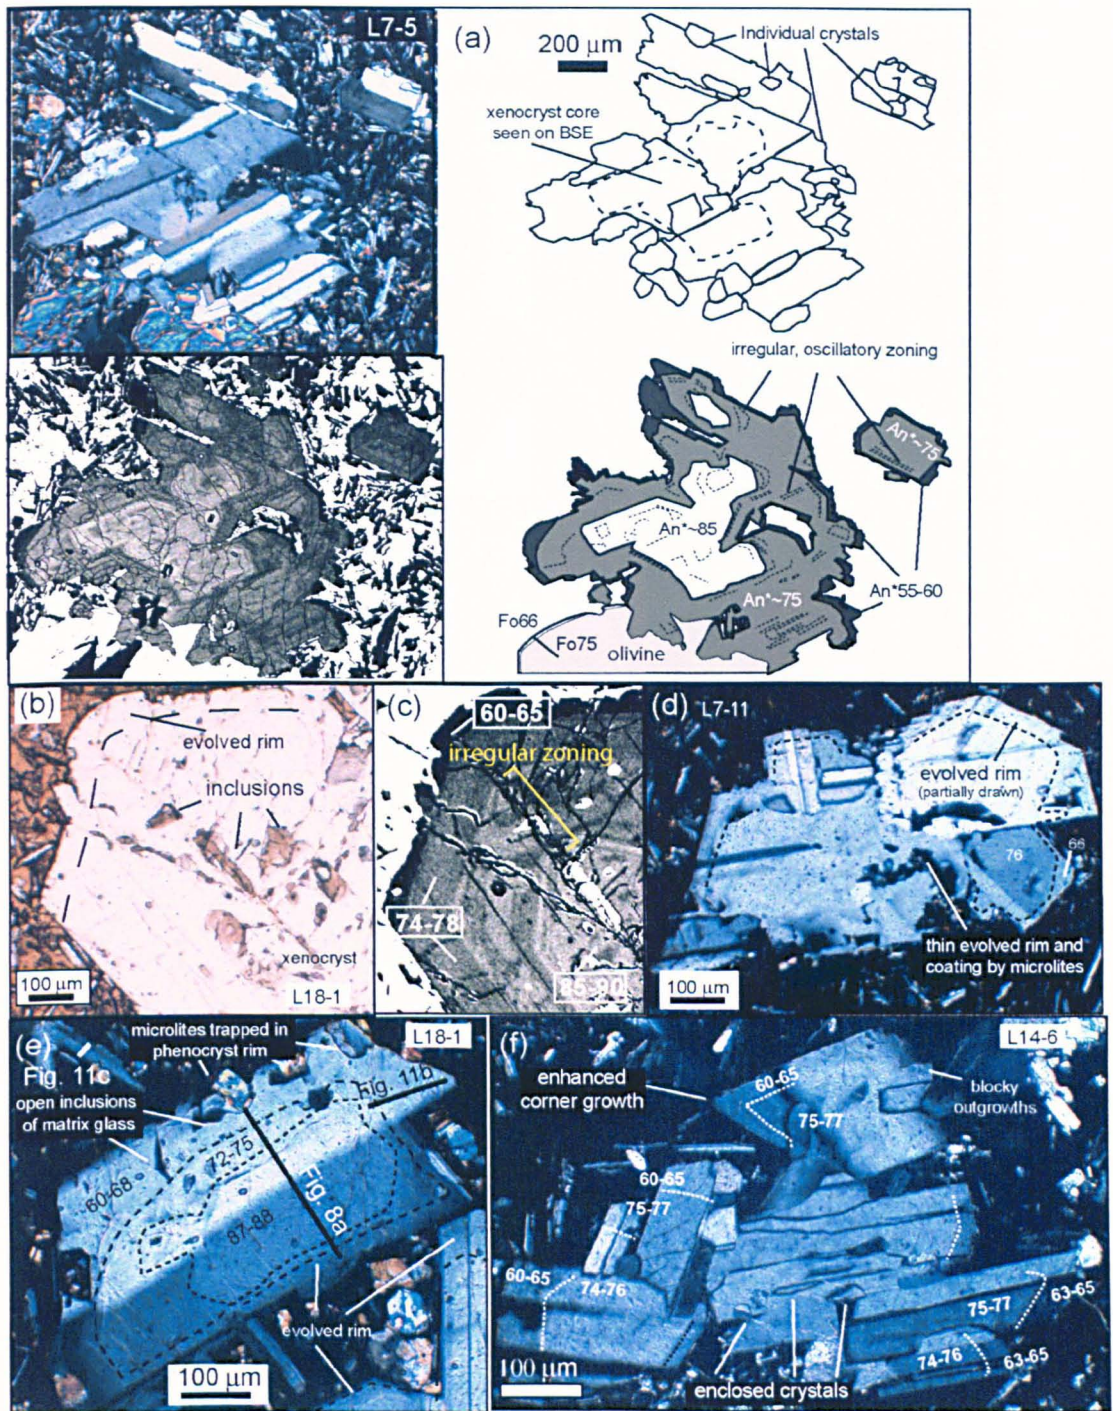 L7-5
(a)
200 µm
Individual crystals
xenocryst core
seen on BSE
irregular, oscillatory zoning
An*~75
An*~85
An*~75
An*55-60
Fo66
Fo75
olivine
(b)
evolved rim
inclusions
xenocryst
100 µm
L18-1
(c)
60-65
irregular zoning
74-78
85-90
(d)
L7-11
evolved rim
(partially drawn)
76
66
thin evolved rim and
coating by microlites
100 µm
(e)
microlites trapped in
phenocryst rim
L18-1
Fig. 11c
Fig. 11b
open inclusions
of matrix glass
72-75
60-68
87-88
Fig. 8a
evolved rim
100 µm
(f)
L14-6
enhanced
corner growth
60-65
75-77
blocky
outgrowths
60-65
75-77
60-65
74-76
75-77
63-65
74-76
63-65
100 µm
enclosed crystals